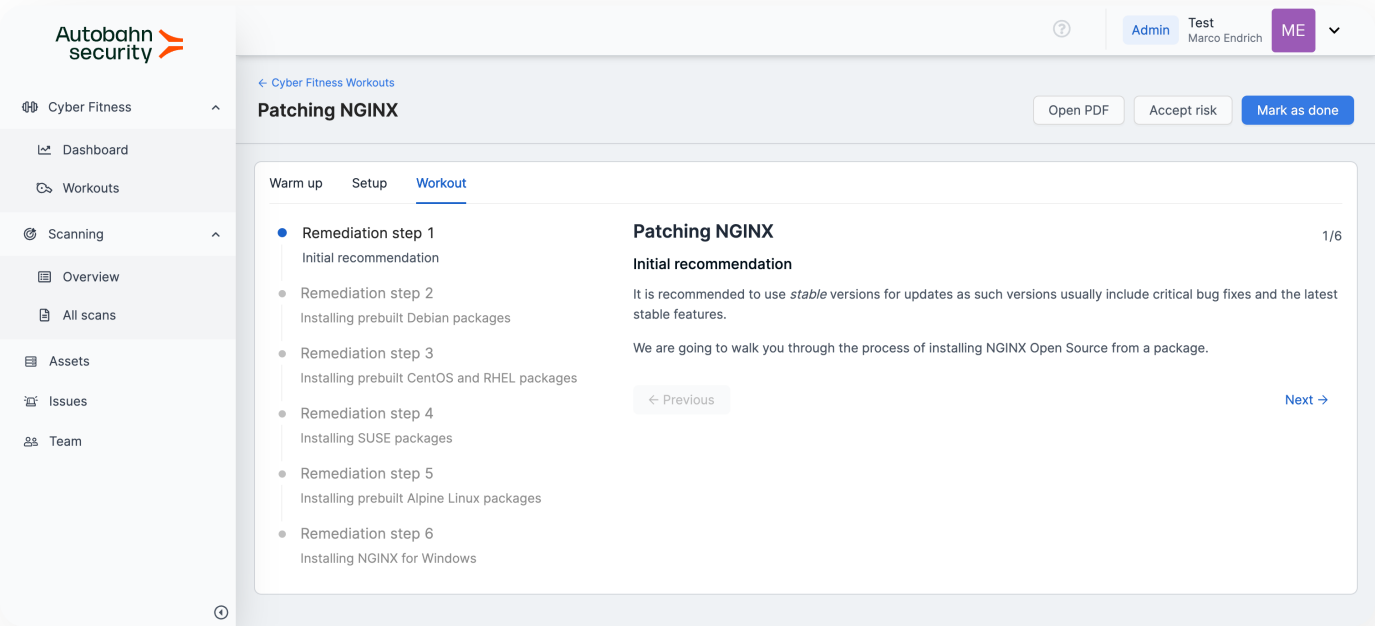 Autobahn
security
Cyber Fitness
Dashboard
Workouts
Scanning
Overview
All scans
Assets
Issues
Team
Admin
Test
Marco Endrich
ME
← Cyber Fitness Workouts
Patching NGINX
Open PDF
Accept risk
Mark as done
Warm up
Setup
Workout
Remediation step 1
Initial recommendation
Remediation step 2
Installing prebuilt Debian packages
Remediation step 3
Installing prebuilt CentOS and RHEL packages
Remediation step 4
Installing SUSE packages
Remediation step 5
Installing prebuilt Alpine Linux packages
Remediation step 6
Installing NGINX for Windows
Patching NGINX
1/6
Initial recommendation
It is recommended to use stable versions for updates as such versions usually include critical bug fixes and the latest
stable features.
We are going to walk you through the process of installing NGINX Open Source from a package.
← Previous
Next →